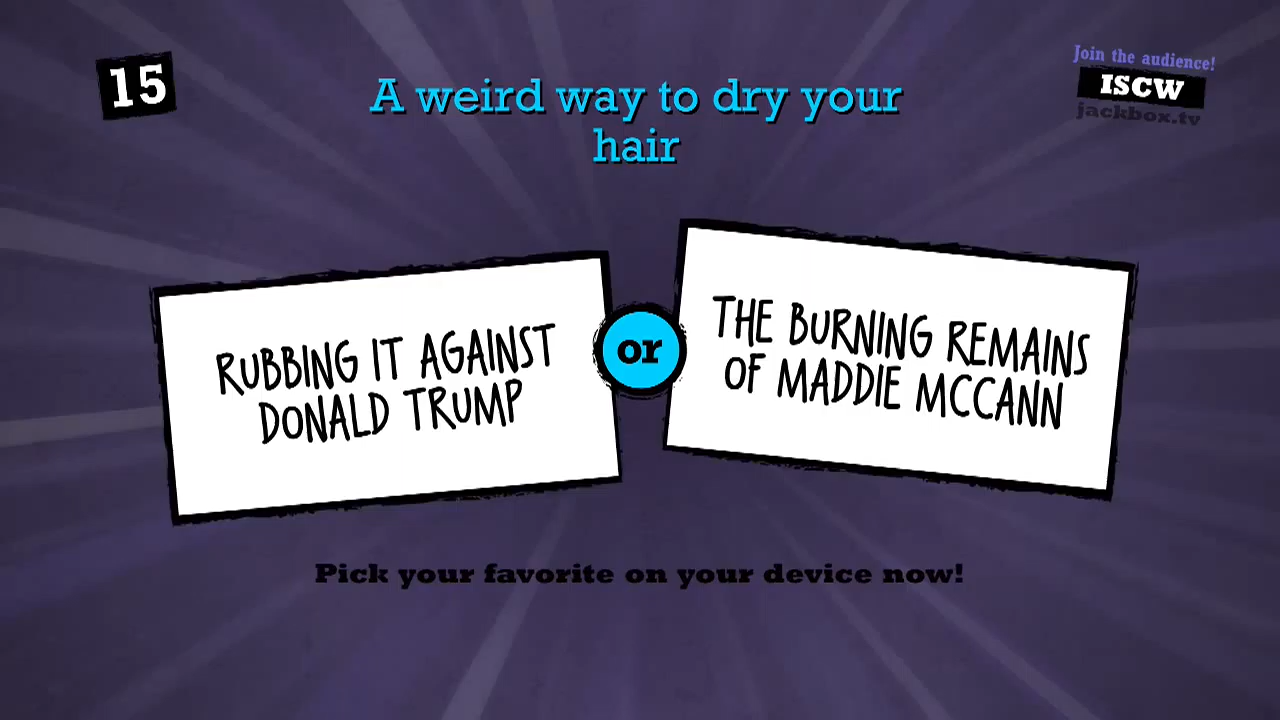 15
A weird way to dry your
hair
Join the audience!
ISCW
jackbox.tv
RUBBING IT AGAINST
DONALD TRUMP
or
THE BURNING REMAINS
OF MADDIE MCCANN
Pick your favorite on your device now!